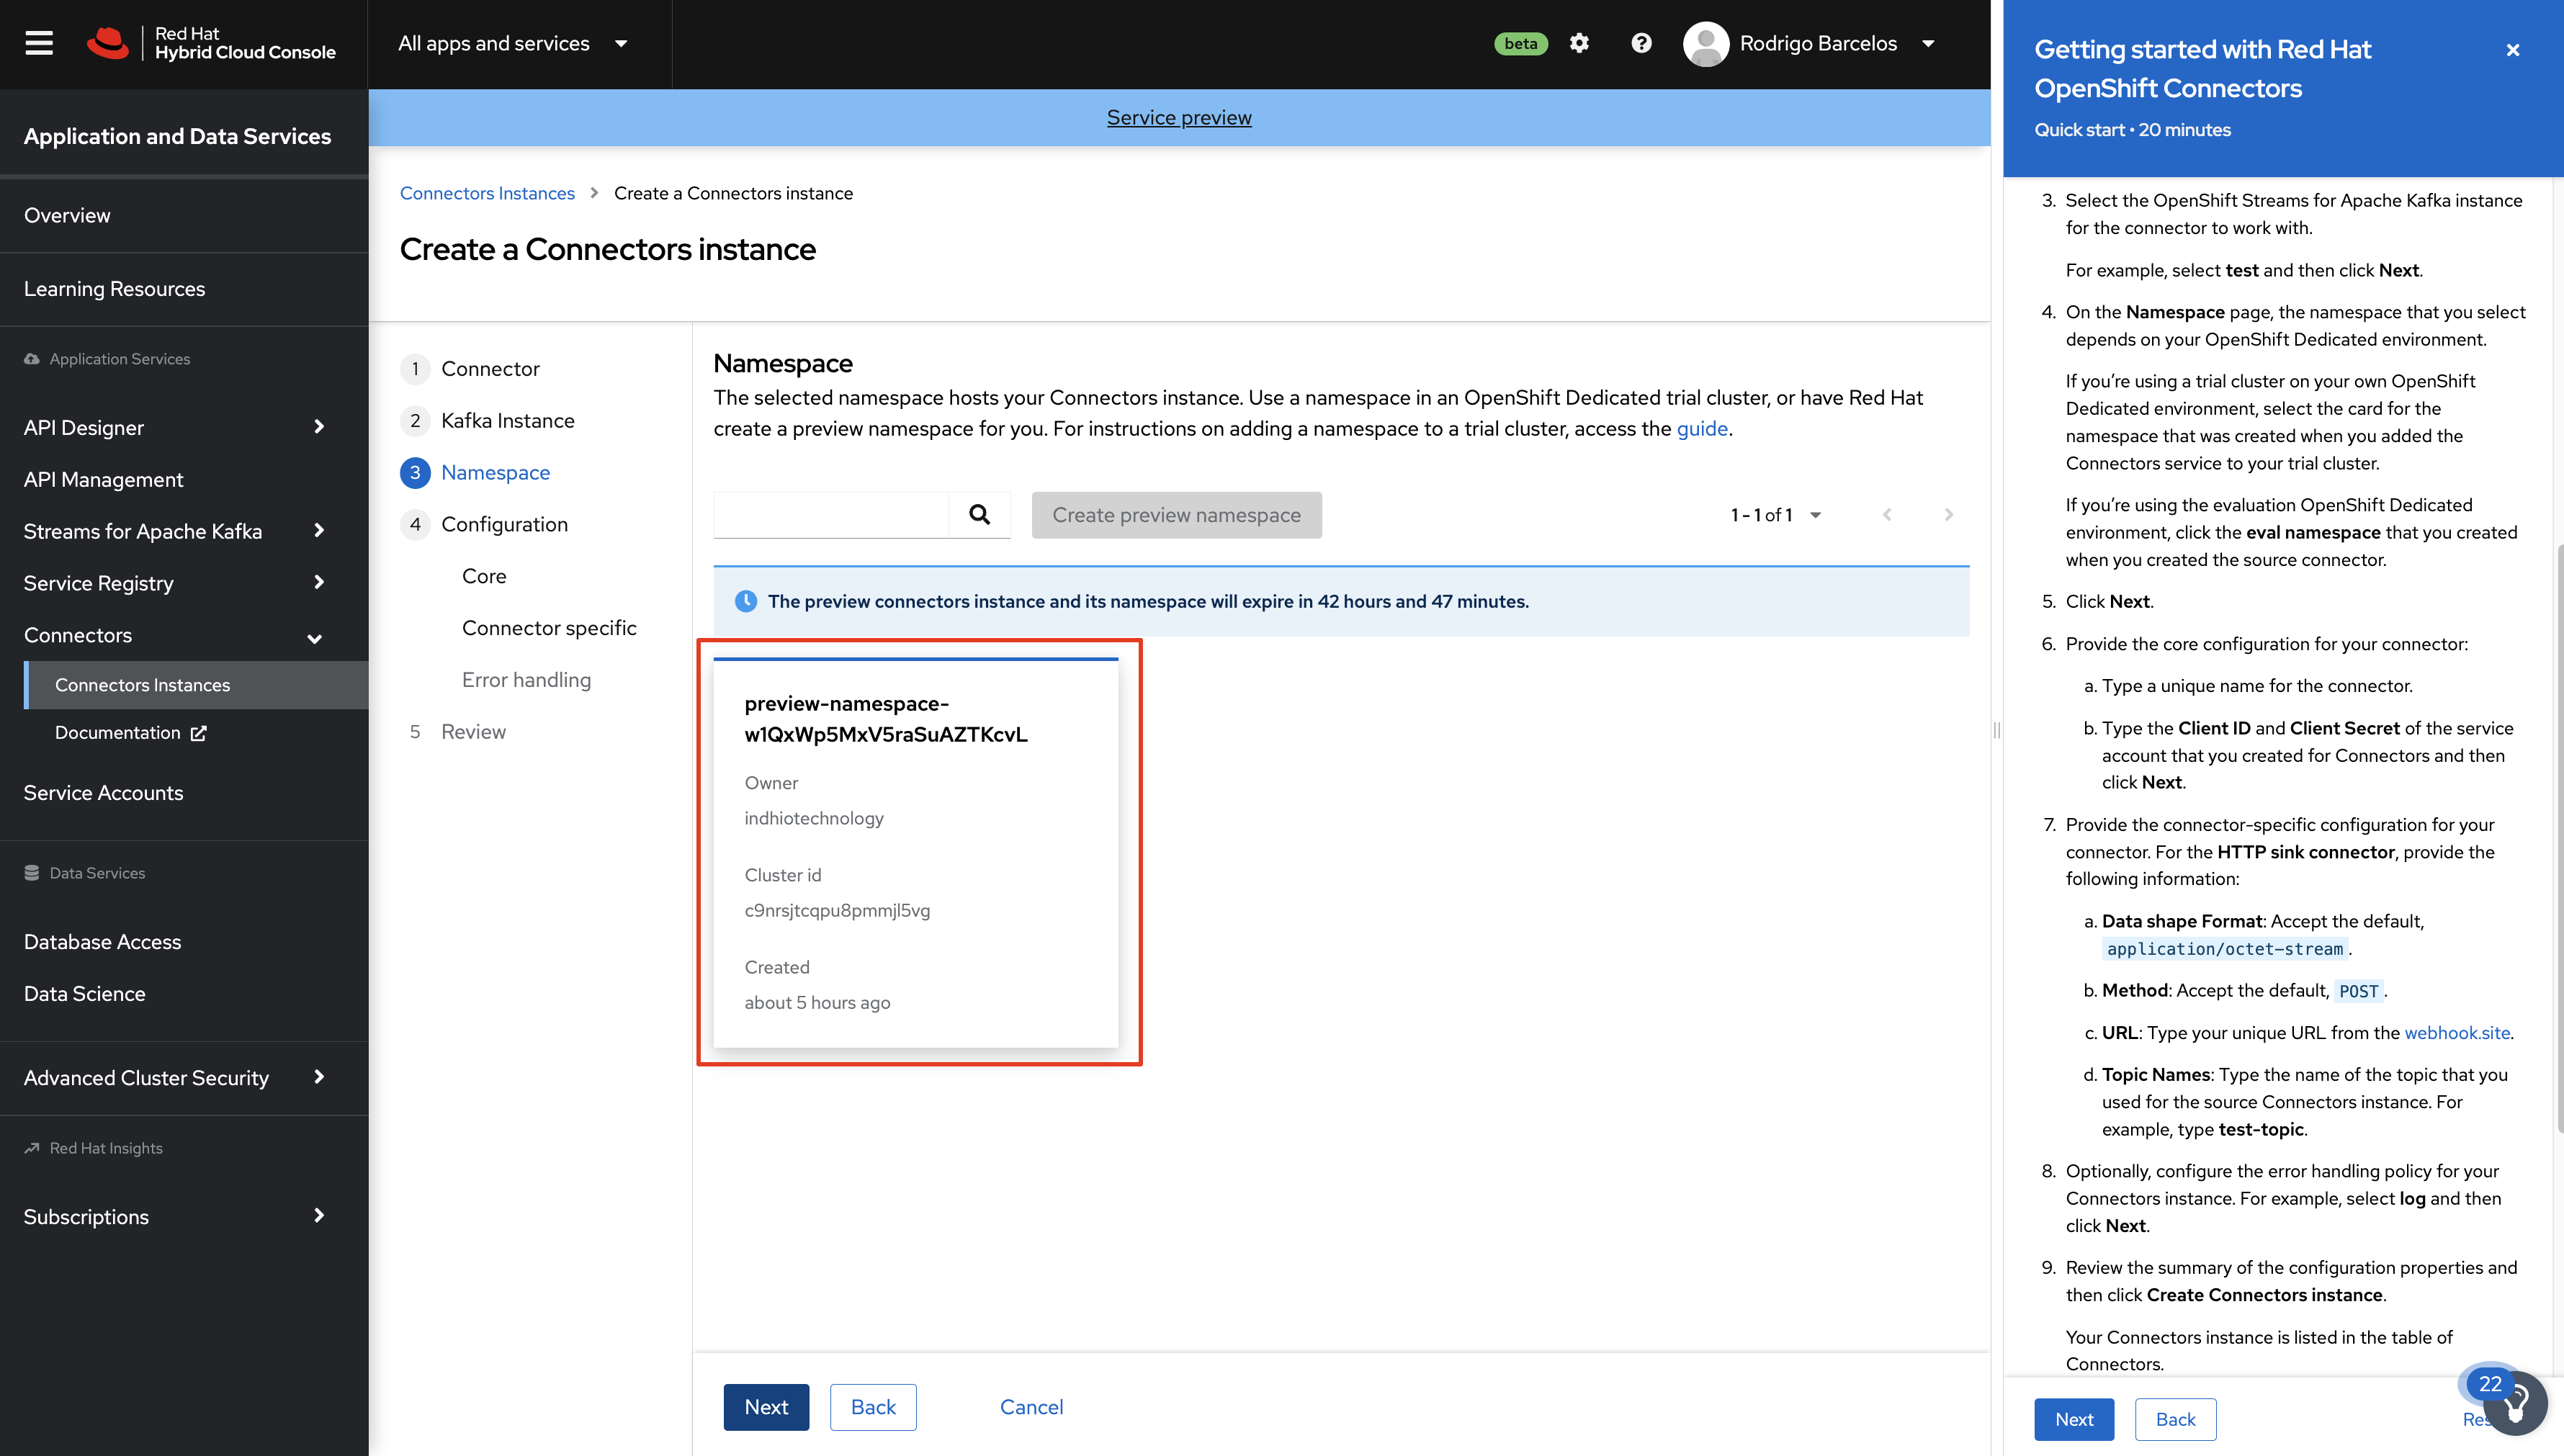 Red Hat
Hybrid Cloud Console
All apps and services
beta
Rodrigo Barcelos
Application and Data Services
Overview
Learning Resources
Application Services
API Designer
API Management
Streams for Apache Kafka
Service Registry
Connectors
Connectors Instances
Documentation
Service Accounts
Data Services
Database Access
Data Science
Advanced Cluster Security
Red Hat Insights
Subscriptions
Service preview
Connectors Instances > Create a Connectors instance
Create a Connectors instance
1 Connector
2 Kafka Instance
3 Namespace
4 Configuration
Core
Connector specific
Error handling
5 Review
Namespace
The selected namespace hosts your Connectors instance. Use a namespace in an OpenShift Dedicated trial cluster, or have Red Hat
create a preview namespace for you. For instructions on adding a namespace to a trial cluster, access the guide.
Create preview namespace
1 - 1 of 1
The preview connectors instance and its namespace will expire in 42 hours and 47 minutes.
preview-namespace-
w1QxWp5MxV5raSuAZTKcvL
Owner
indhiotechnology
Cluster id
c9nrsjtcqpu8pmmjl5vg
Created
about 5 hours ago
Next
Back
Cancel
Getting started with Red Hat
OpenShift Connectors
Quick start • 20 minutes
3. Select the OpenShift Streams for Apache Kafka instance
for the connector to work with.
For example, select test and then click Next.
4. On the Namespace page, the namespace that you select
depends on your OpenShift Dedicated environment.
If you're using a trial cluster on your own OpenShift
Dedicated environment, select the card for the
namespace that was created when you added the
Connectors service to your trial cluster.
If you're using the evaluation OpenShift Dedicated
environment, click the eval namespace that you created
when you created the source connector.
5. Click Next.
6. Provide the core configuration for your connector:
a. Type a unique name for the connector.
b. Type the Client ID and Client Secret of the service
account that you created for Connectors and then
click Next.
7. Provide the connector-specific configuration for your
connector. For the HTTP sink connector, provide the
following information:
a. Data shape Format: Accept the default,
application/octet-stream.
b. Method: Accept the default, POST.
c. URL: Type your unique URL from the webhook.site.
d. Topic Names: Type the name of the topic that you
used for the source Connectors instance. For
example, type test-topic.
8. Optionally, configure the error handling policy for your
Connectors instance. For example, select log and then
click Next.
9. Review the summary of the configuration properties and
then click Create Connectors instance.
Your Connectors instance is listed in the table of
Connectors.
22
Next
Back